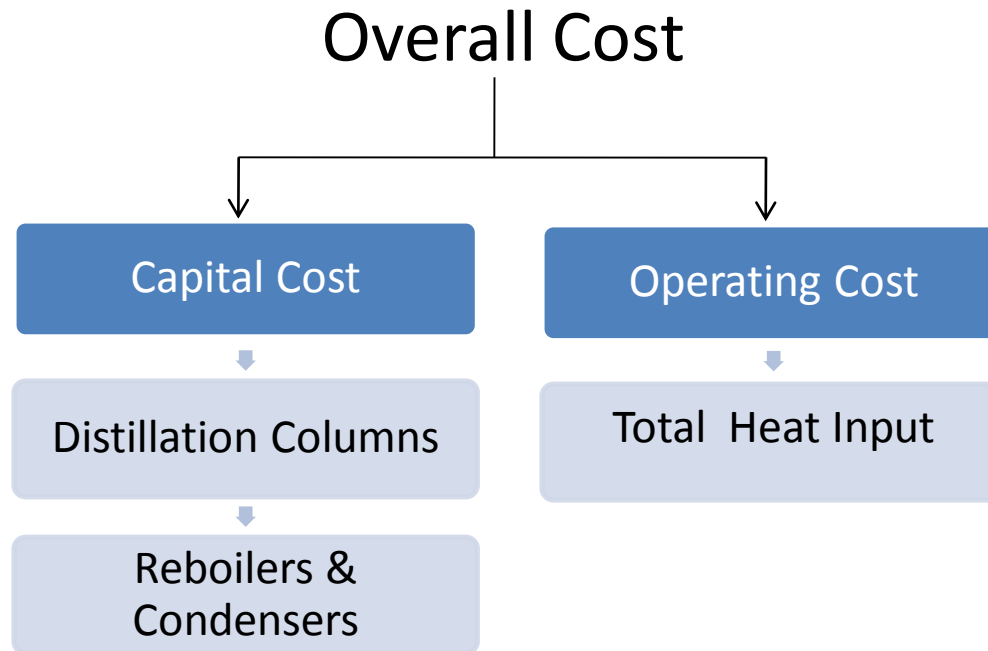 Overall Cost
Capital Cost
Operating Cost
Distillation Columns
Total Heat Input
Reboilers &
Condensers